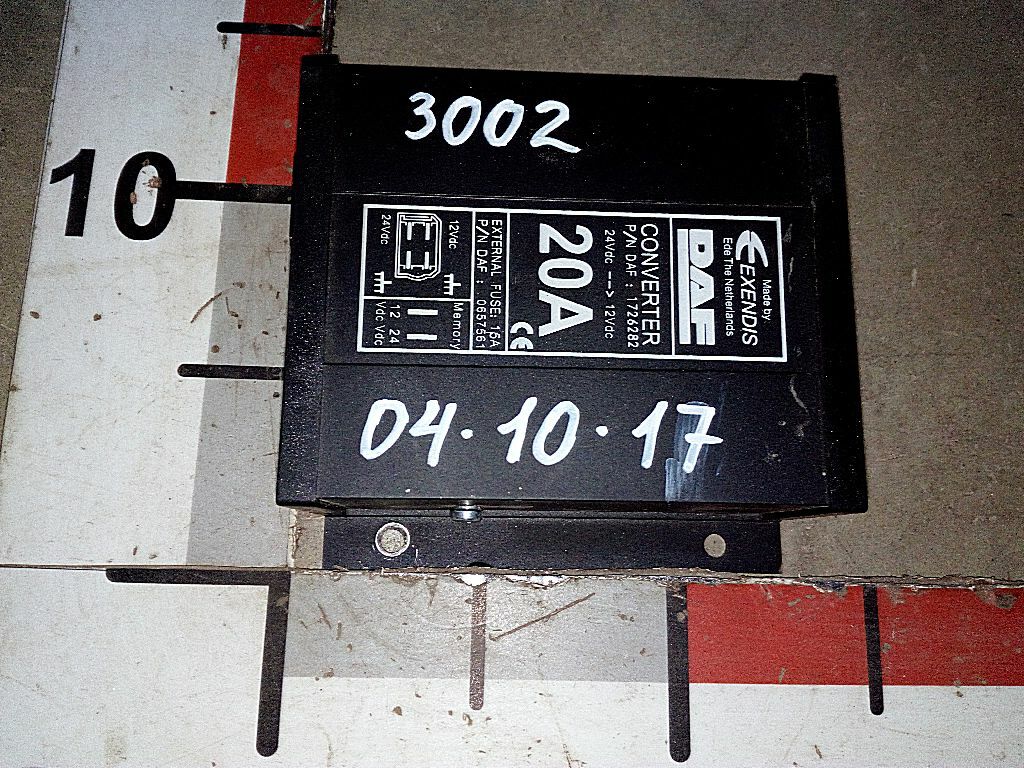 3002
Made by
EXENDIS
Ede The Netherlands
DAF
CONVERTER
P/N DAF : 1726282
24Vdc --> 12Vdc
20A
CE
EXTERNAL FUSE: 15A
P/N DAF : 0657561
12Vdc
24Vdc
Memory
12 24
Vdc Vdc
04.10.17
10